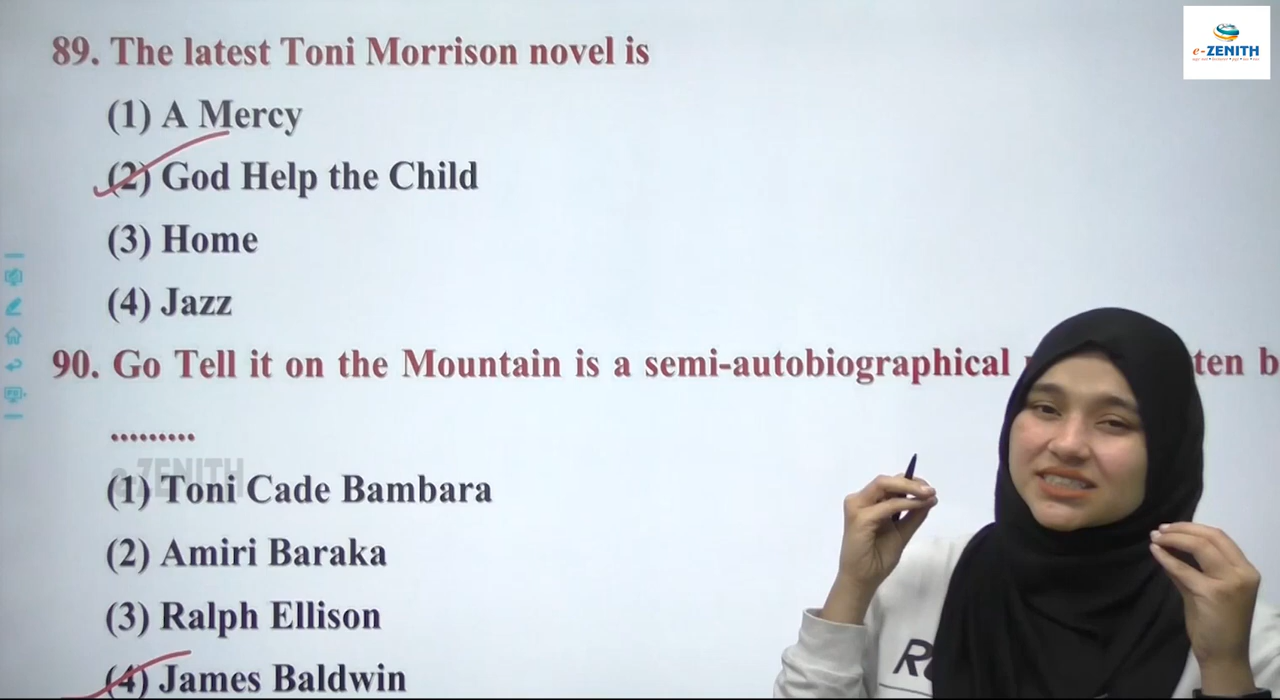 89. The latest Toni Morrison novel is
(1) A Mercy
(2) God Help the Child
(3) Home
(4) Jazz
90. Go Tell it on the Mountain is a semi-autobiographical
.........
(1) Toni Cade Bambara
(2) Amiri Baraka
(3) Ralph Ellison
(4) James Baldwin
e-ZENITH
e-ZENITH